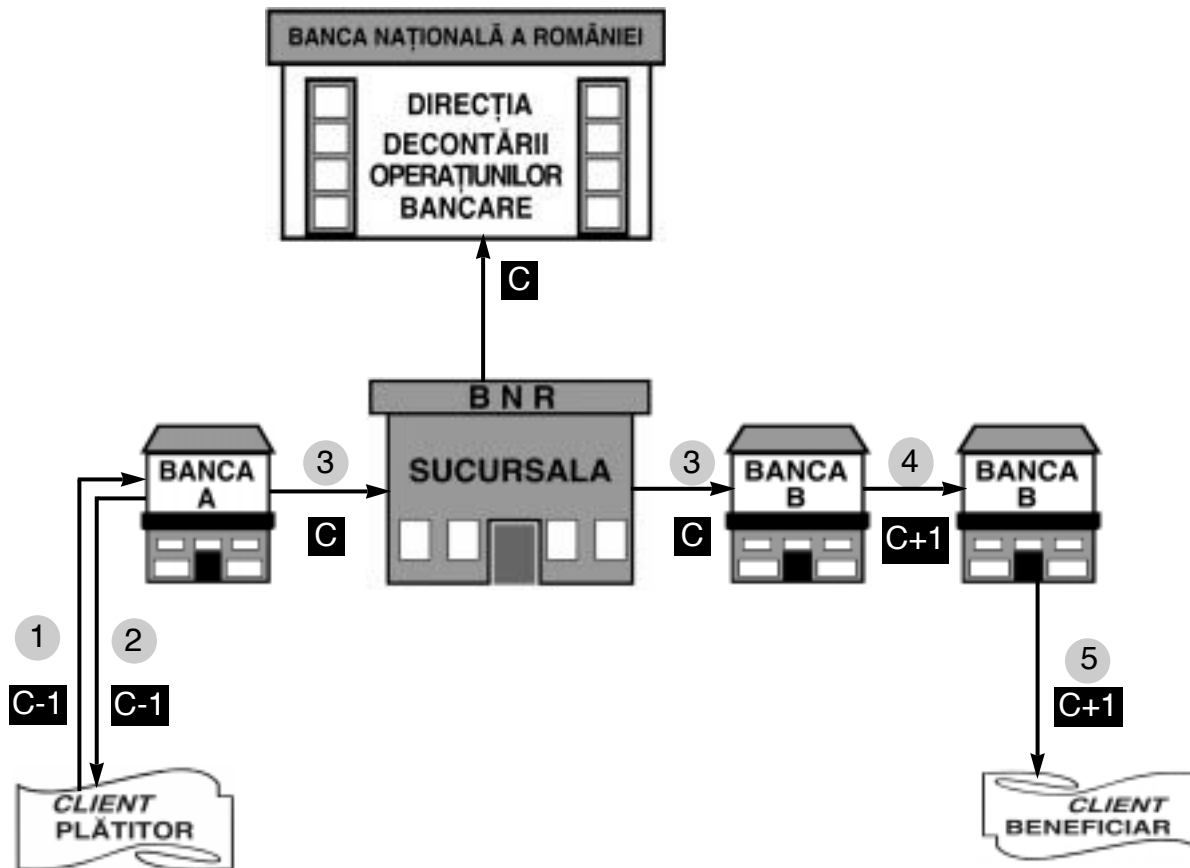 BANCA NAȚIONALĂ A ROMÂNIEI
DIRECȚIA
DECONTĂRII
OPERAȚIUNILOR
BANCARE
C
B N R
SUCURSALA
BANCA
A
3
C
3
C
BANCA
B
4
C+1
BANCA
B
1
C-1
2
C-1
5
C+1
CLIENT
PLĂTITOR
CLIENT
BENEFICIAR